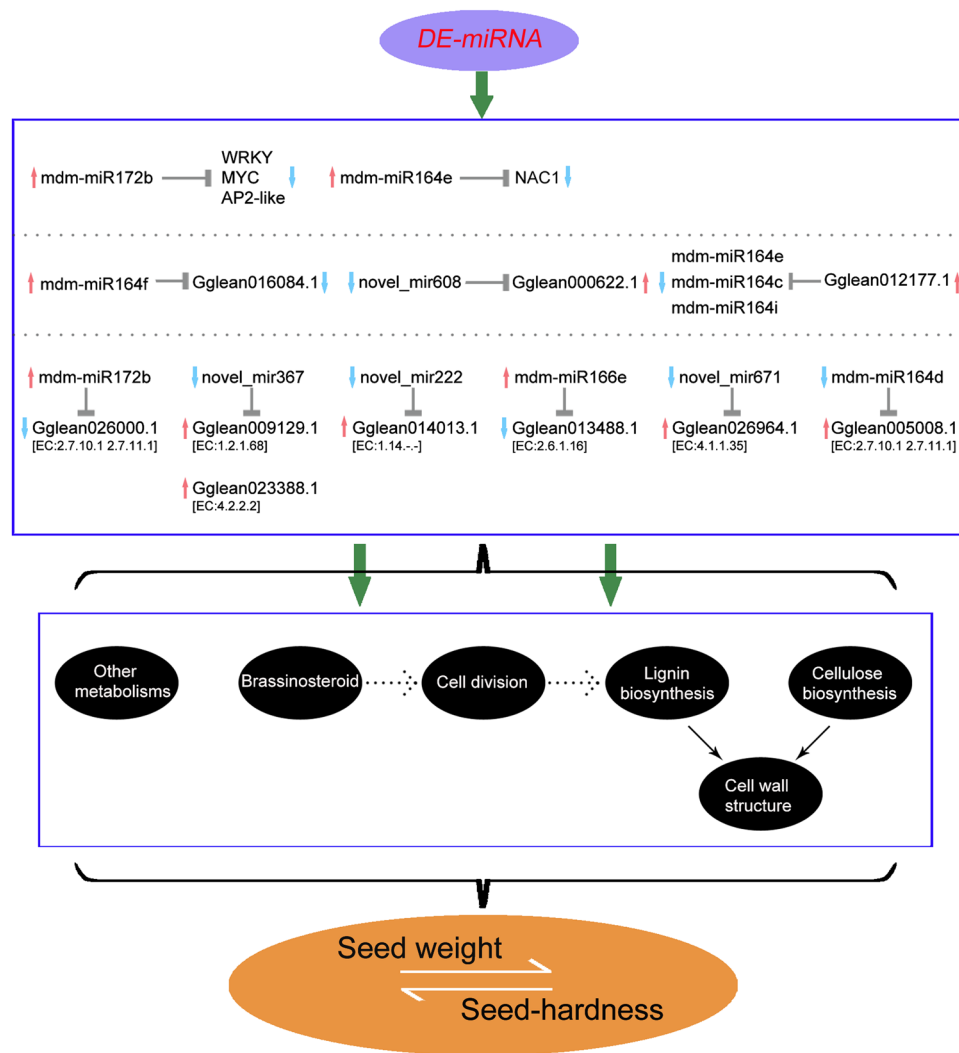 DE-miRNA
mdm-miR172b
WRKY
MYC
AP2-like
mdm-miR164e
NAC1
mdm-miR164f
Gglean016084.1
novel_mir608
Gglean000622.1
mdm-miR164e
mdm-miR164c
mdm-miR164i
Gglean012177.1
mdm-miR172b
novel_mir367
novel_mir222
mdm-miR166e
novel_mir671
mdm-miR164d
Gglean026000.1
[EC:2.7.10.1 2.7.11.1]
Gglean009129.1
[EC:1.2.1.68]
Gglean014013.1
[EC:1.14.-.-]
Gglean013488.1
[EC:2.6.1.16]
Gglean026964.1
[EC:4.1.1.35]
Gglean005008.1
[EC:2.7.10.1 2.7.11.1]
Gglean023388.1
[EC:4.2.2.2]
Other
metabolisms
Brassinosteroid
Cell division
Lignin
biosynthesis
Cellulose
biosynthesis
Cell wall
structure
Seed weight
Seed-hardness